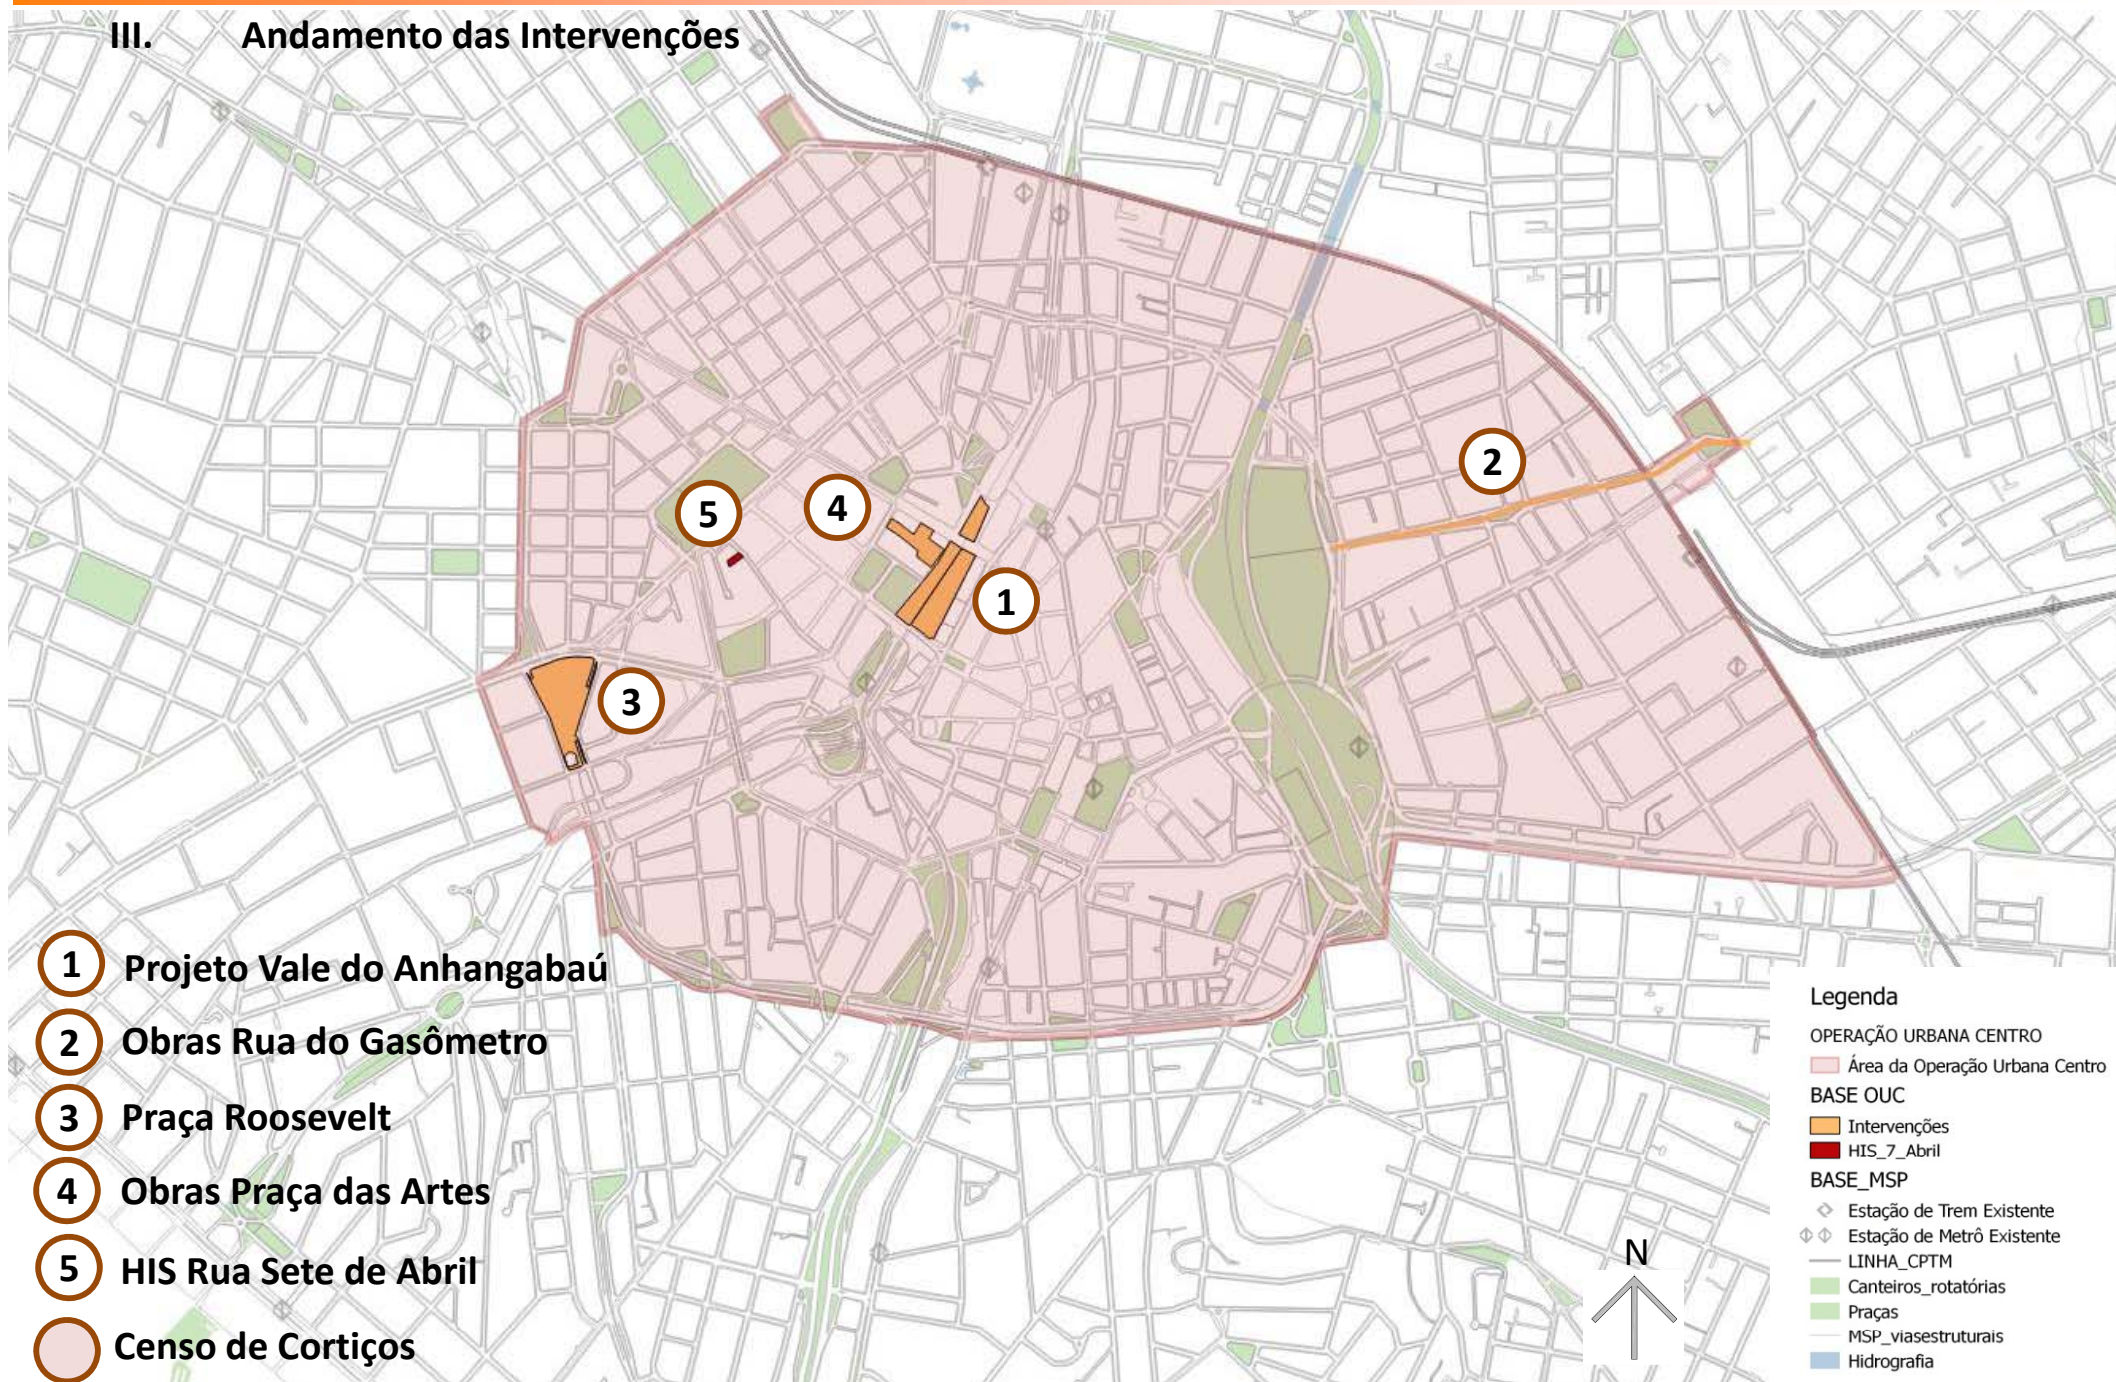 III. Andamento das Intervenções
2
5
4
1
3
1 Projeto Vale do Anhangabaú
2 Obras Rua do Gasômetro
3 Praça Roosevelt
4 Obras Praça das Artes
5 HIS Rua Sete de Abril
Censo de Cortiços
N
Legenda
OPERAÇÃO URBANA CENTRO
Área da Operação Urbana Centro
BASE OUC
Intervenções
HIS_7_Abril
BASE_MSP
Estação de Trem Existente
Estação de Metrô Existente
LINHA_CPTM
Canteiros_rotatórias
Praças
MSP_viasestruturais
Hidrografia